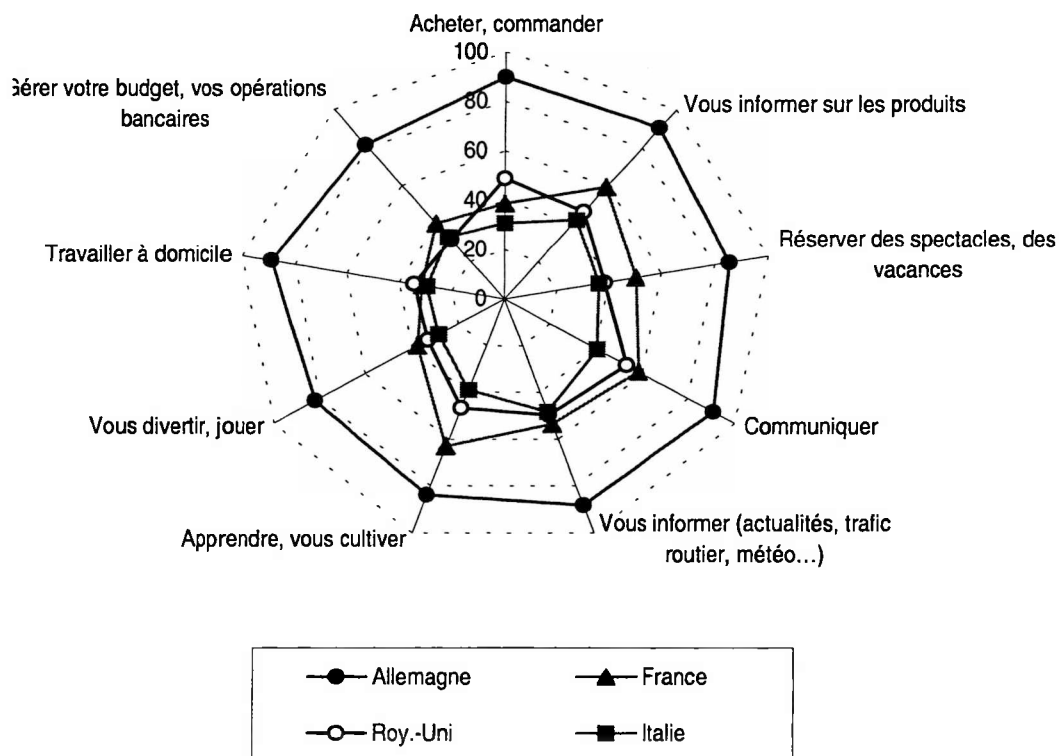 Acheter, commander
100
80
60
40
20
0
Vous informer sur les produits
Réserver des spectacles, des
vacances
Communiquer
Vous informer (actualités, trafic
routier, météo...)
Apprendre, vous cultiver
Vous divertir, jouer
Travailler à domicile
érer votre budget, vos opérations
bancaires
Allemagne
France
Roy.-Uni
Italie